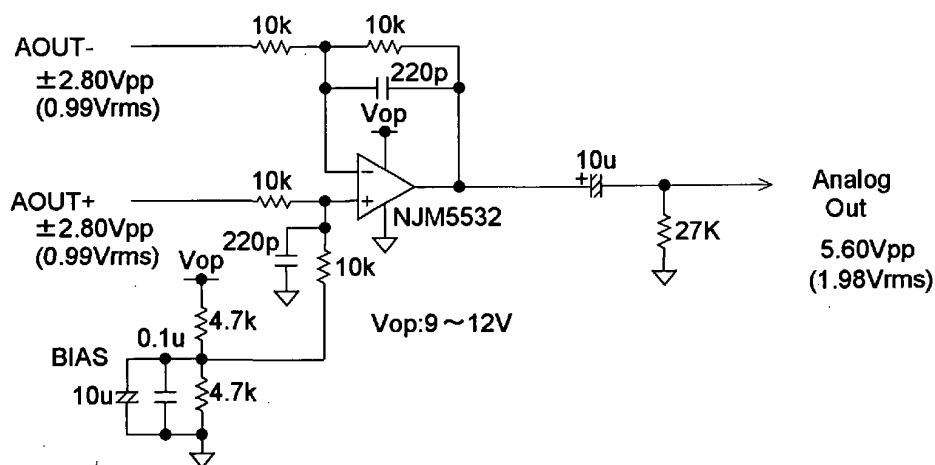 10k
10k
AOUT-
±2.80Vpp
(0.99Vrms)
220p
Vop
10k
10u
+
−
+
AOUT+
±2.80Vpp
(0.99Vrms)
NJM5532
Analog
Out
220p
10k
27K
5.60Vpp
(1.98Vrms)
Vop
4.7k
Vop:9～12V
0.1u
BIAS
10u
4.7k